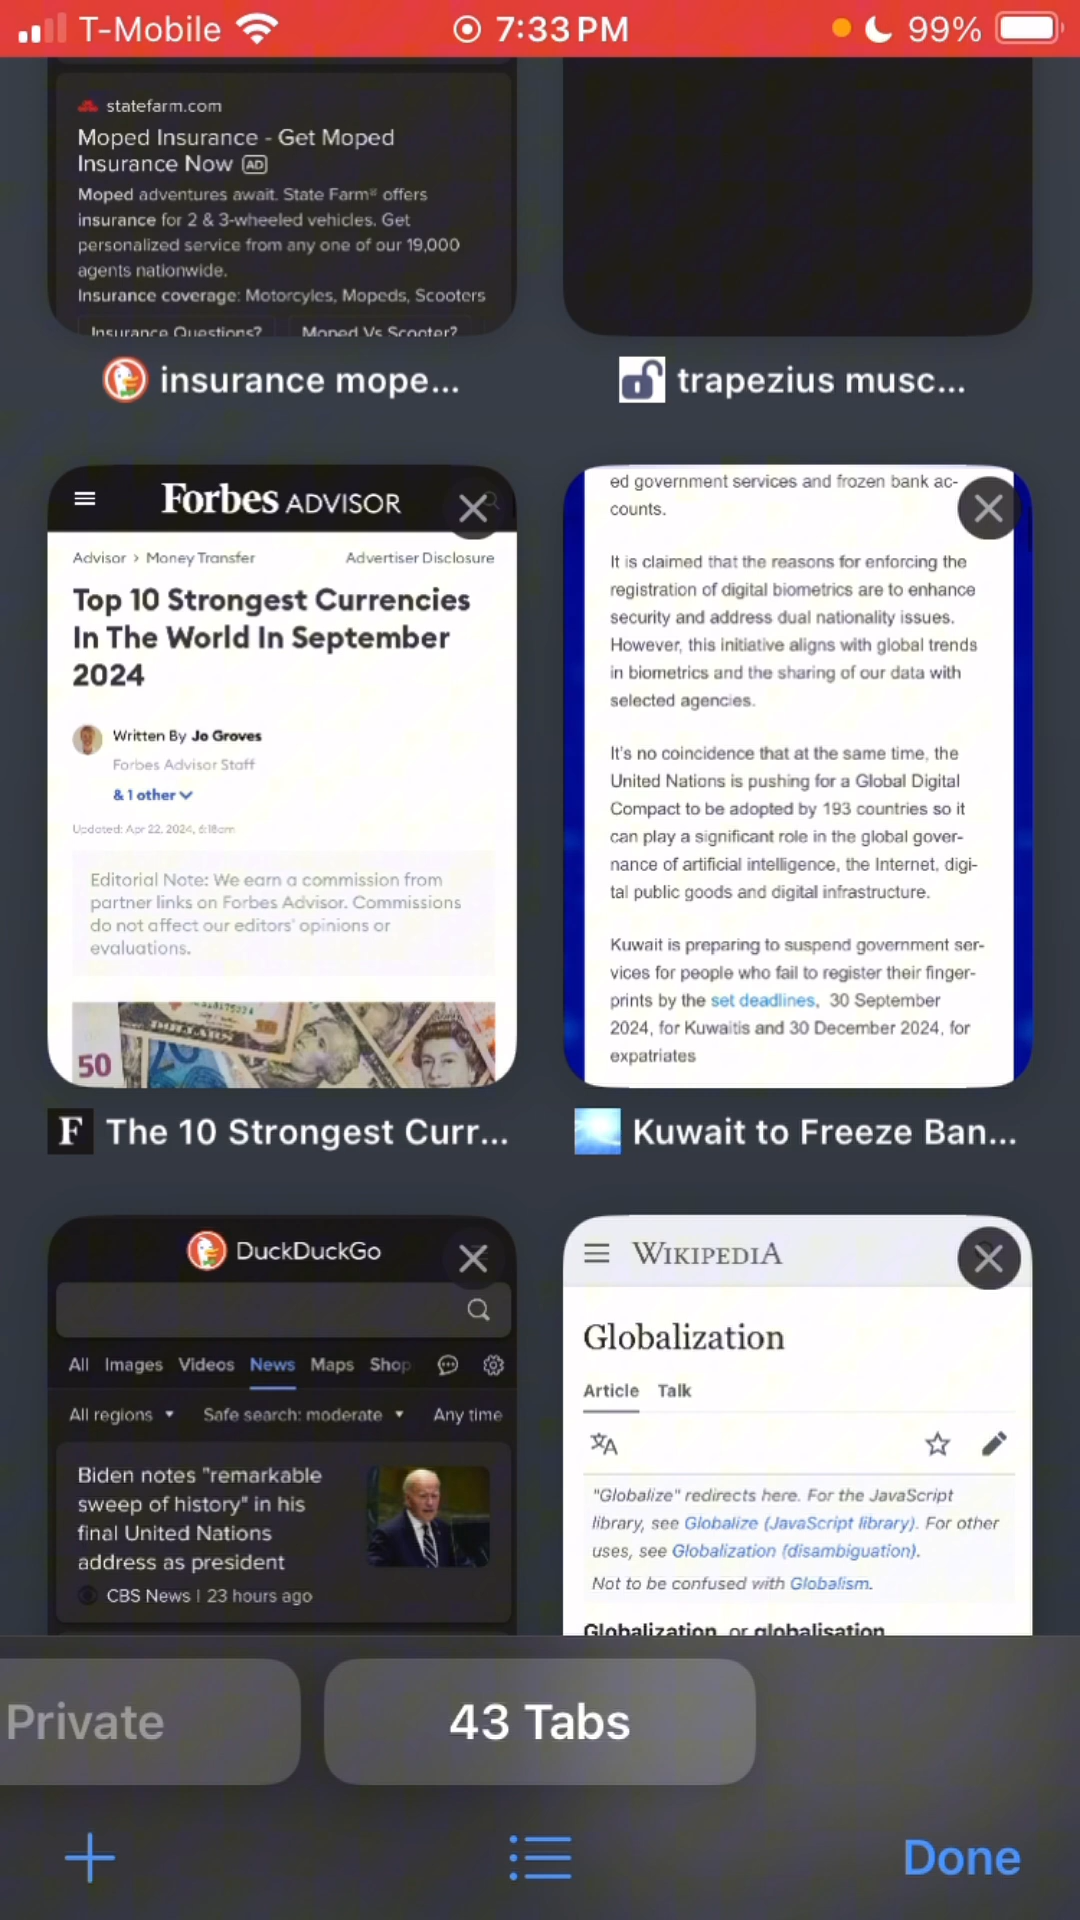 T-Mobile 7:33 PM 99%
statefarm.com
Moped Insurance - Get Moped
Insurance Now AD
Moped adventures await. State Farm® offers
insurance for 2 & 3-wheeled vehicles. Get
personalized service from any one of our 19,000
agents nationwide.
Insurance coverage: Motorcyles, Mopeds, Scooters
Insurance Questions? Moped Vs Scooter?
insurance mope...
trapezius musc...
Forbes ADVISOR
Advisor > Money Transfer Advertiser Disclosure
Top 10 Strongest Currencies
In The World In September
2024
Written By Jo Groves
Forbes Advisor Staff
& 1 other
Updated: Apr 22, 2024, 6:18am
Editorial Note: We earn a commission from
partner links on Forbes Advisor. Commissions
do not affect our editors' opinions or
evaluations.
50
20
10
The 10 Strongest Curr...
ed government services and frozen bank ac-
counts.
It is claimed that the reasons for enforcing the
registration of digital biometrics are to enhance
security and address dual nationality issues.
However, this initiative aligns with global trends
in biometrics and the sharing of our data with
selected agencies.
It's no coincidence that at the same time, the
United Nations is pushing for a Global Digital
Compact to be adopted by 193 countries so it
can play a significant role in the global gover-
nance of artificial intelligence, the Internet, digi-
tal public goods and digital infrastructure.
Kuwait is preparing to suspend government ser-
vices for people who fail to register their finger-
prints by the set deadlines, 30 September
2024, for Kuwaitis and 30 December 2024, for
expatriates
Kuwait to Freeze Ban...
DuckDuckGo
All Images Videos News Maps Shop
All regions Safe search: moderate Any time
Biden notes "remarkable
sweep of history" in his
final United Nations
address as president
CBS News | 23 hours ago
WIKIPEDIA
Globalization
Article Talk
"Globalize" redirects here. For the JavaScript
library, see Globalize (JavaScript library). For other
uses, see Globalization (disambiguation).
Not to be confused with Globalism.
Globalization, or globalisation
Private
43 Tabs
Done